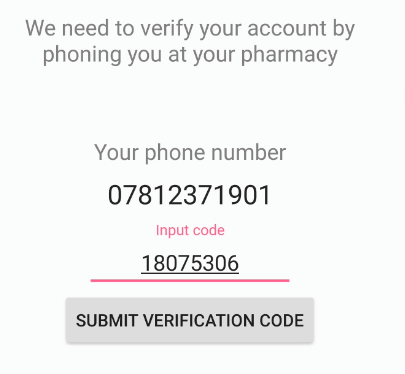 We need to verify your account by
phoning you at your pharmacy
Your phone number
07812371901
Input code
18075306
SUBMIT VERIFICATION CODE